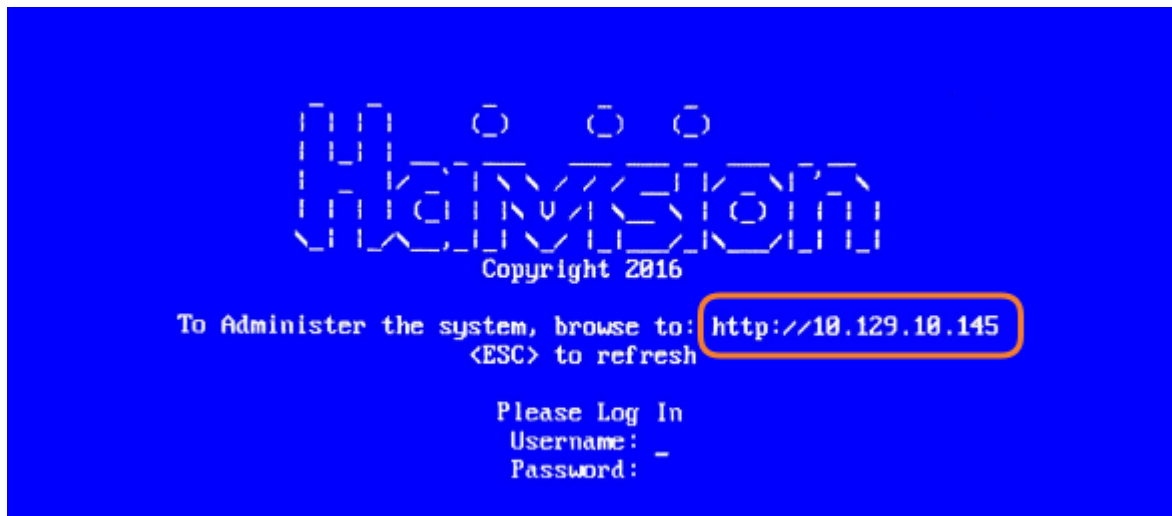 Haivision
Copyright 2016
To Administer the system, browse to: http://10.129.10.145
<ESC> to refresh
Please Log In
Username: _
Password: